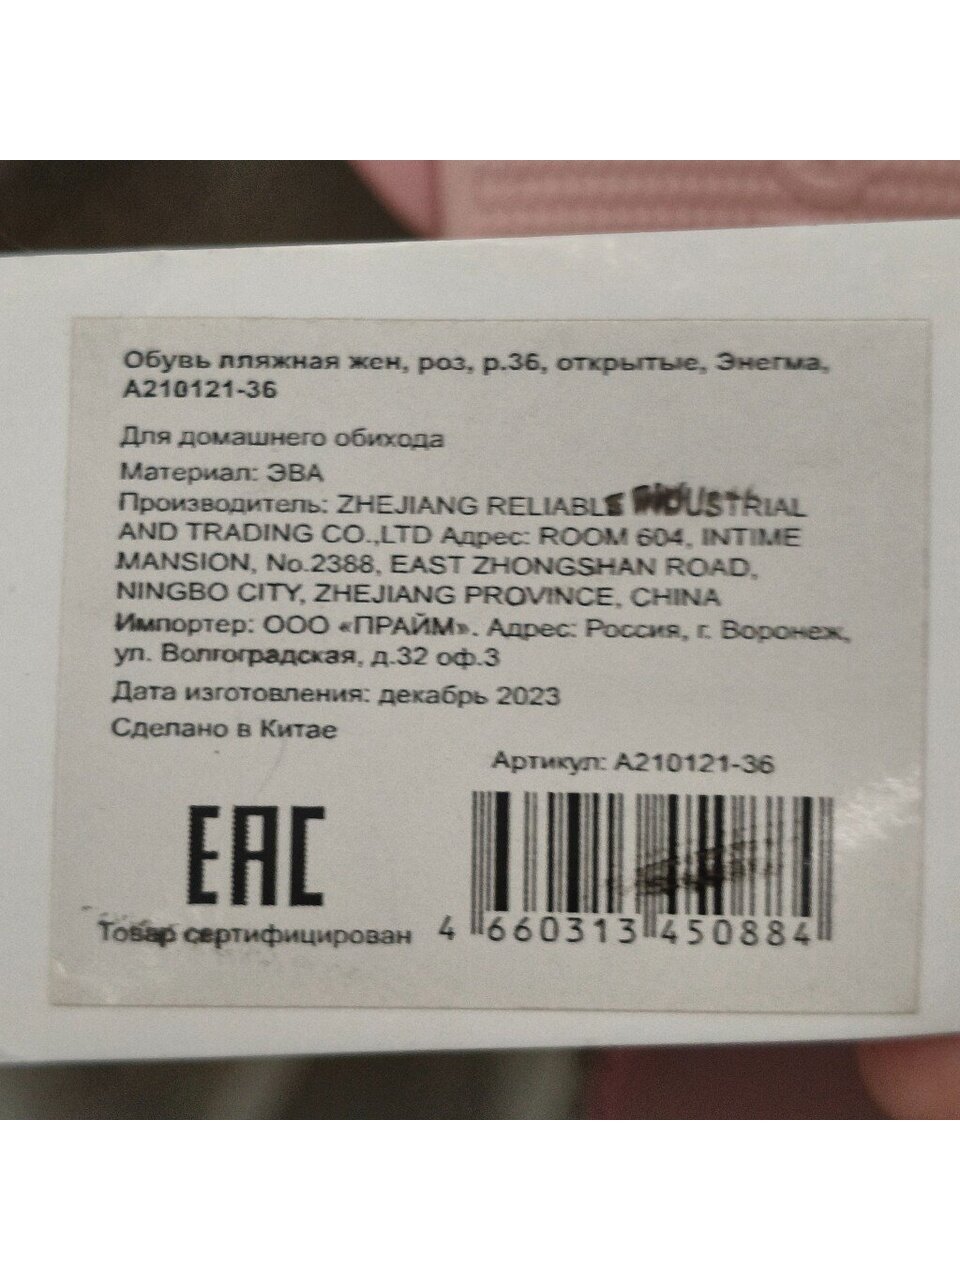 Обувь пляжная жен, роз, р.36, открытые, Энегма,
A210121-36
Для домашнего обихода
Материал: ЭВА
Производитель: ZHEJIANG RELIABLE INDUSTRIAL
AND TRADING CO.,LTD Адрес: ROOM 604, INTIME
MANSION, No.2388, EAST ZHONGSHAN ROAD,
NINGBO CITY, ZHEJIANG PROVINCE, CHINA
Импортер: ООО «ПРАЙМ». Адрес: Россия, г. Воронеж,
ул. Волгоградская, д.32 оф.3
Дата изготовления: декабрь 2023
Сделано в Китае
Артикул: A210121-36
EAC
Товар сертифицирован
4 660313 450884